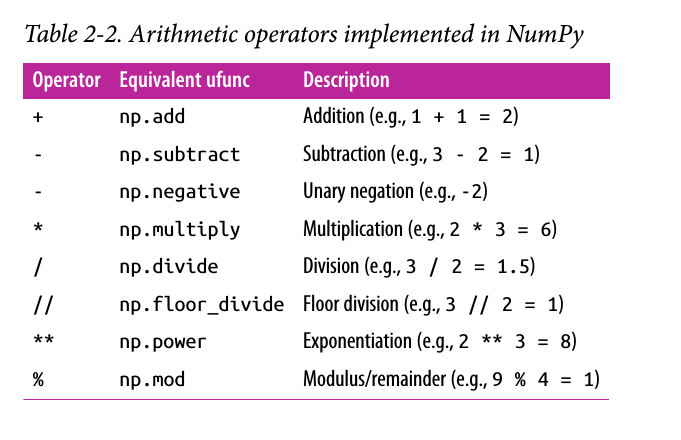 Table 2-2. Arithmetic operators implemented in NumPy
Operator Equivalent ufunc Description
+ np.add Addition (e.g., 1 + 1 = 2)
- np.subtract Subtraction (e.g., 3 - 2 = 1)
- np.negative Unary negation (e.g., -2)
* np.multiply Multiplication (e.g., 2 * 3 = 6)
/ np.divide Division (e.g., 3 / 2 = 1.5)
// np.floor_divide Floor division (e.g., 3 // 2 = 1)
** np.power Exponentiation (e.g., 2 ** 3 = 8)
% np.mod Modulus/remainder (e.g., 9 % 4 = 1)